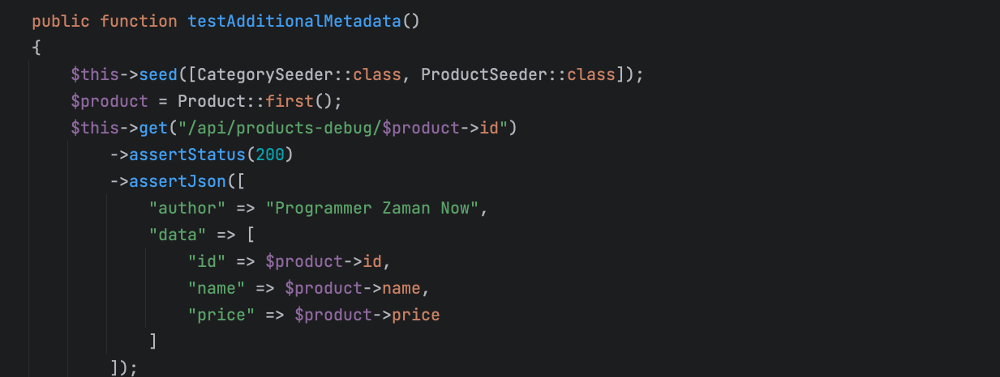 public function testAdditionalMetadata()
{
    $this->seed([CategorySeeder::class, ProductSeeder::class]);
    $product = Product::first();
    $this->get("/api/products-debug/$product->id")
        ->assertStatus(200)
        ->assertJson([
            "author" => "Programmer Zaman Now",
            "data" => [
                "id" => $product->id,
                "name" => $product->name,
                "price" => $product->price
            ]
        ]);